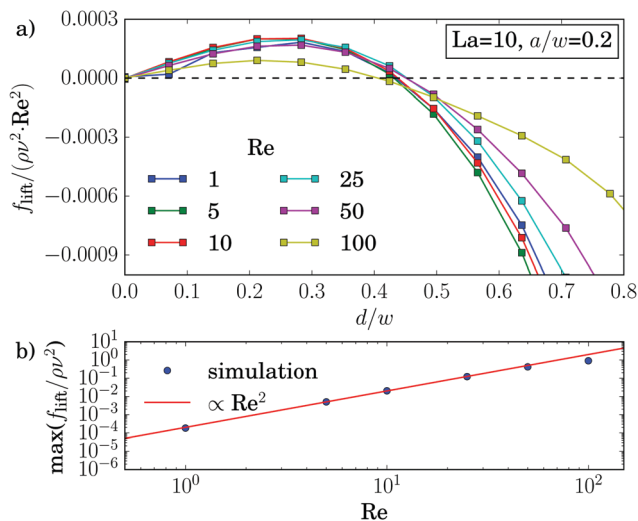 a)
La=10, a/w=0.2
0.0003
0.0000
−0.0003
−0.0006
−0.0009
f_lift/(ρν²·Re²)
Re
1 25
5 50
10 100
0.0 0.1 0.2 0.3 0.4 0.5 0.6 0.7 0.8
d/w
b)
10¹
10⁰
10⁻¹
10⁻²
10⁻³
10⁻⁴
10⁻⁵
10⁻⁶
max(f_lift/ρν²)
simulation
∝ Re²
10⁰ 10¹ 10²
Re